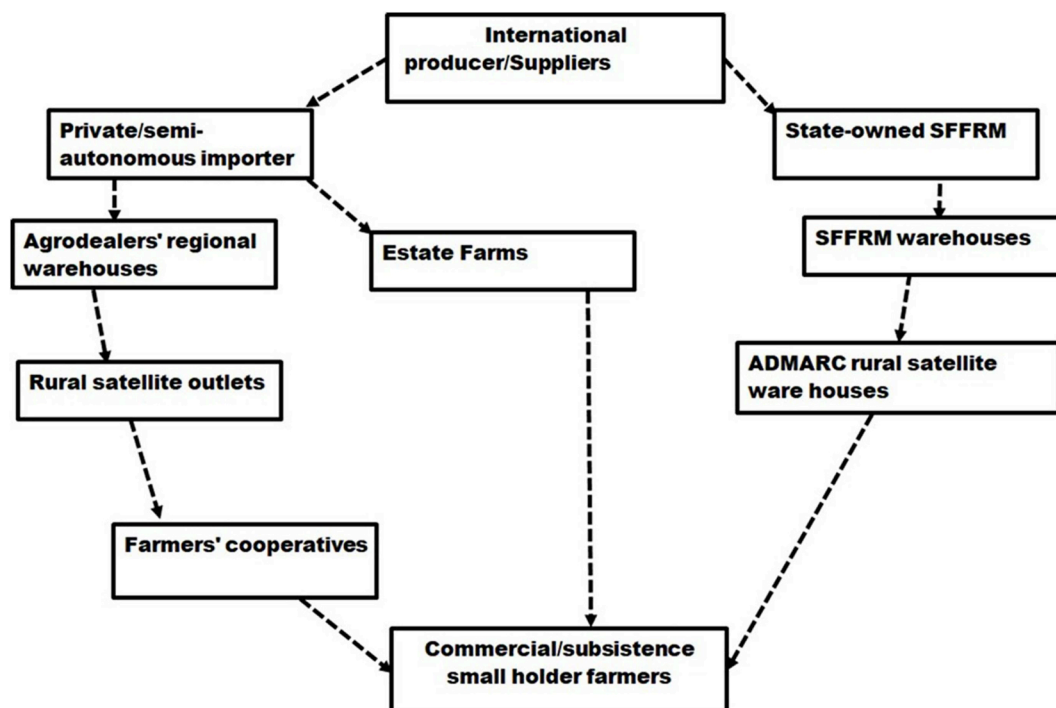 International
producer/Suppliers
Private/semi-
autonomous importer
State-owned SFFRM
Agrodealers' regional
warehouses
Estate Farms
SFFRM warehouses
Rural satellite outlets
ADMARC rural satellite
ware houses
Farmers' cooperatives
Commercial/subsistence
small holder farmers